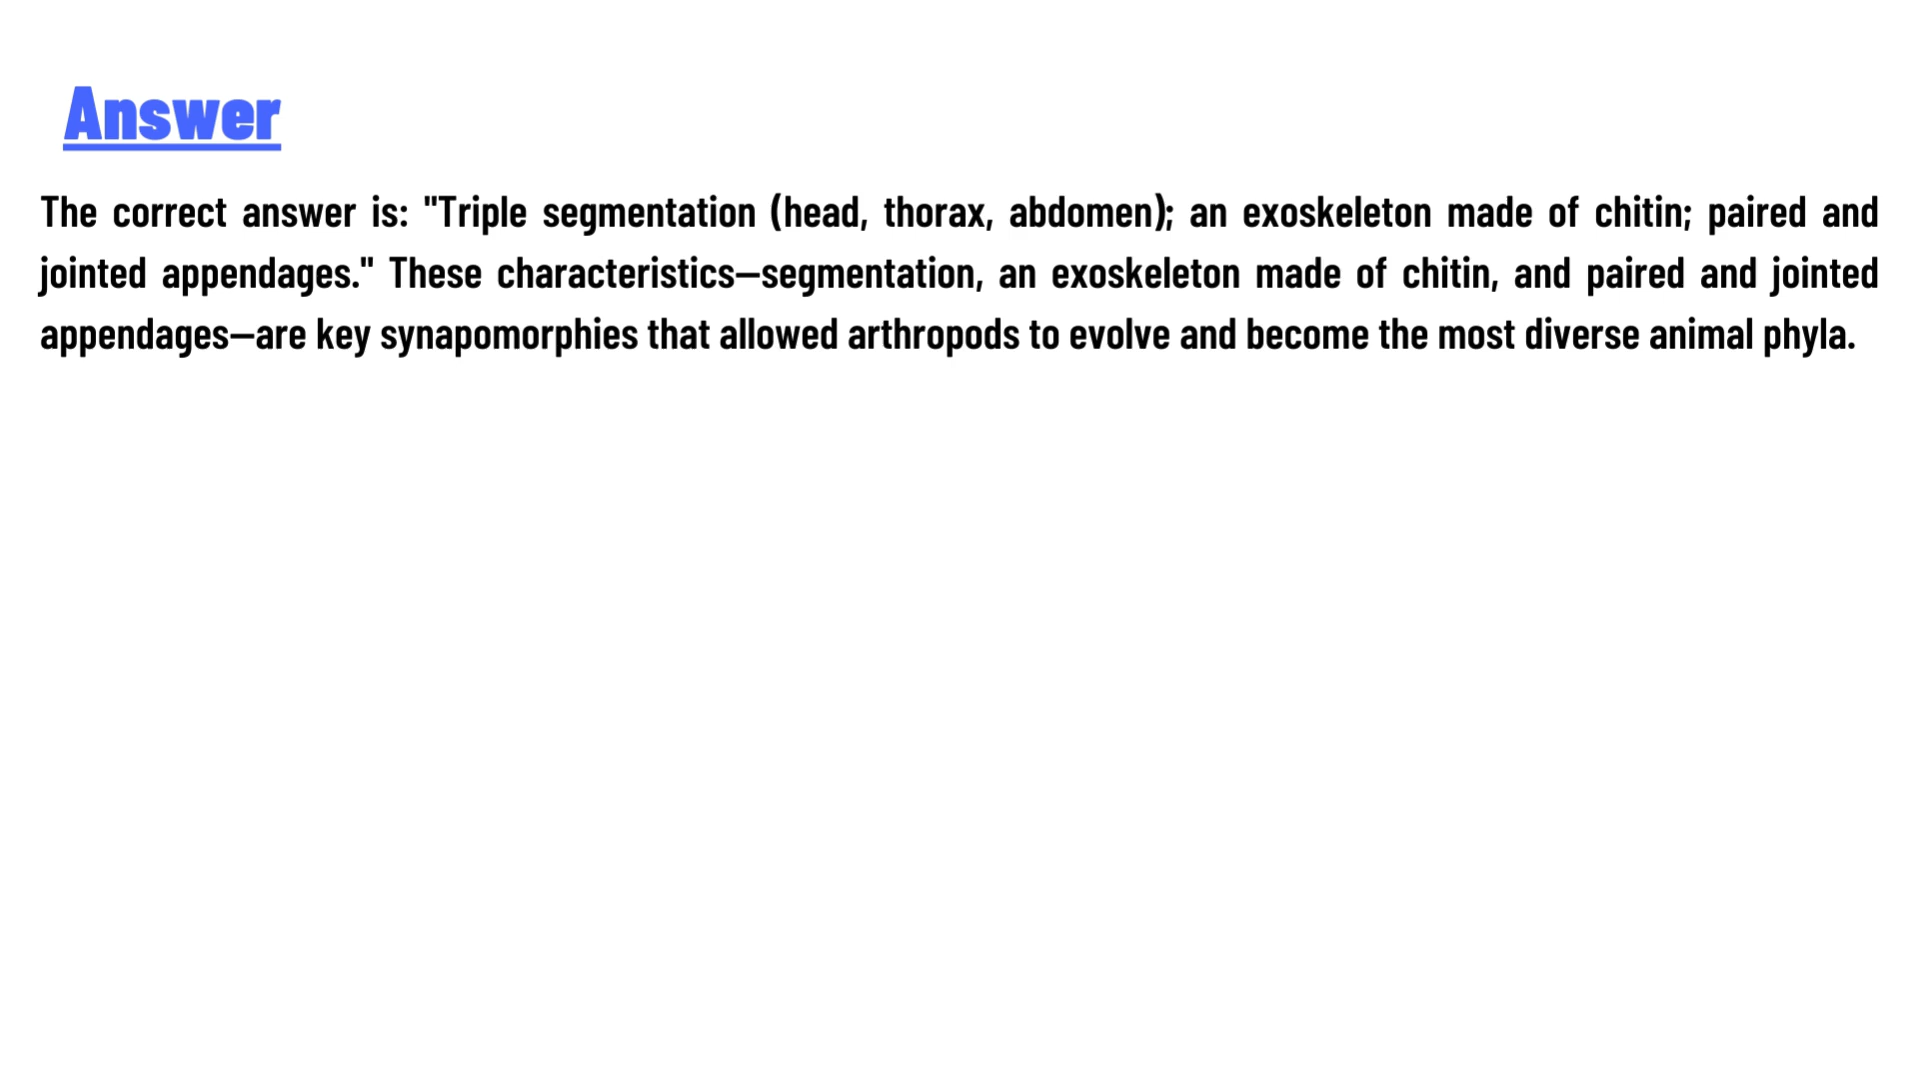 Answer
The correct answer is: "Triple segmentation (head, thorax, abdomen); an exoskeleton made of chitin; paired and
jointed appendages." These characteristics—segmentation, an exoskeleton made of chitin, and paired and jointed
appendages—are key synapomorphies that allowed arthropods to evolve and become the most diverse animal phyla.